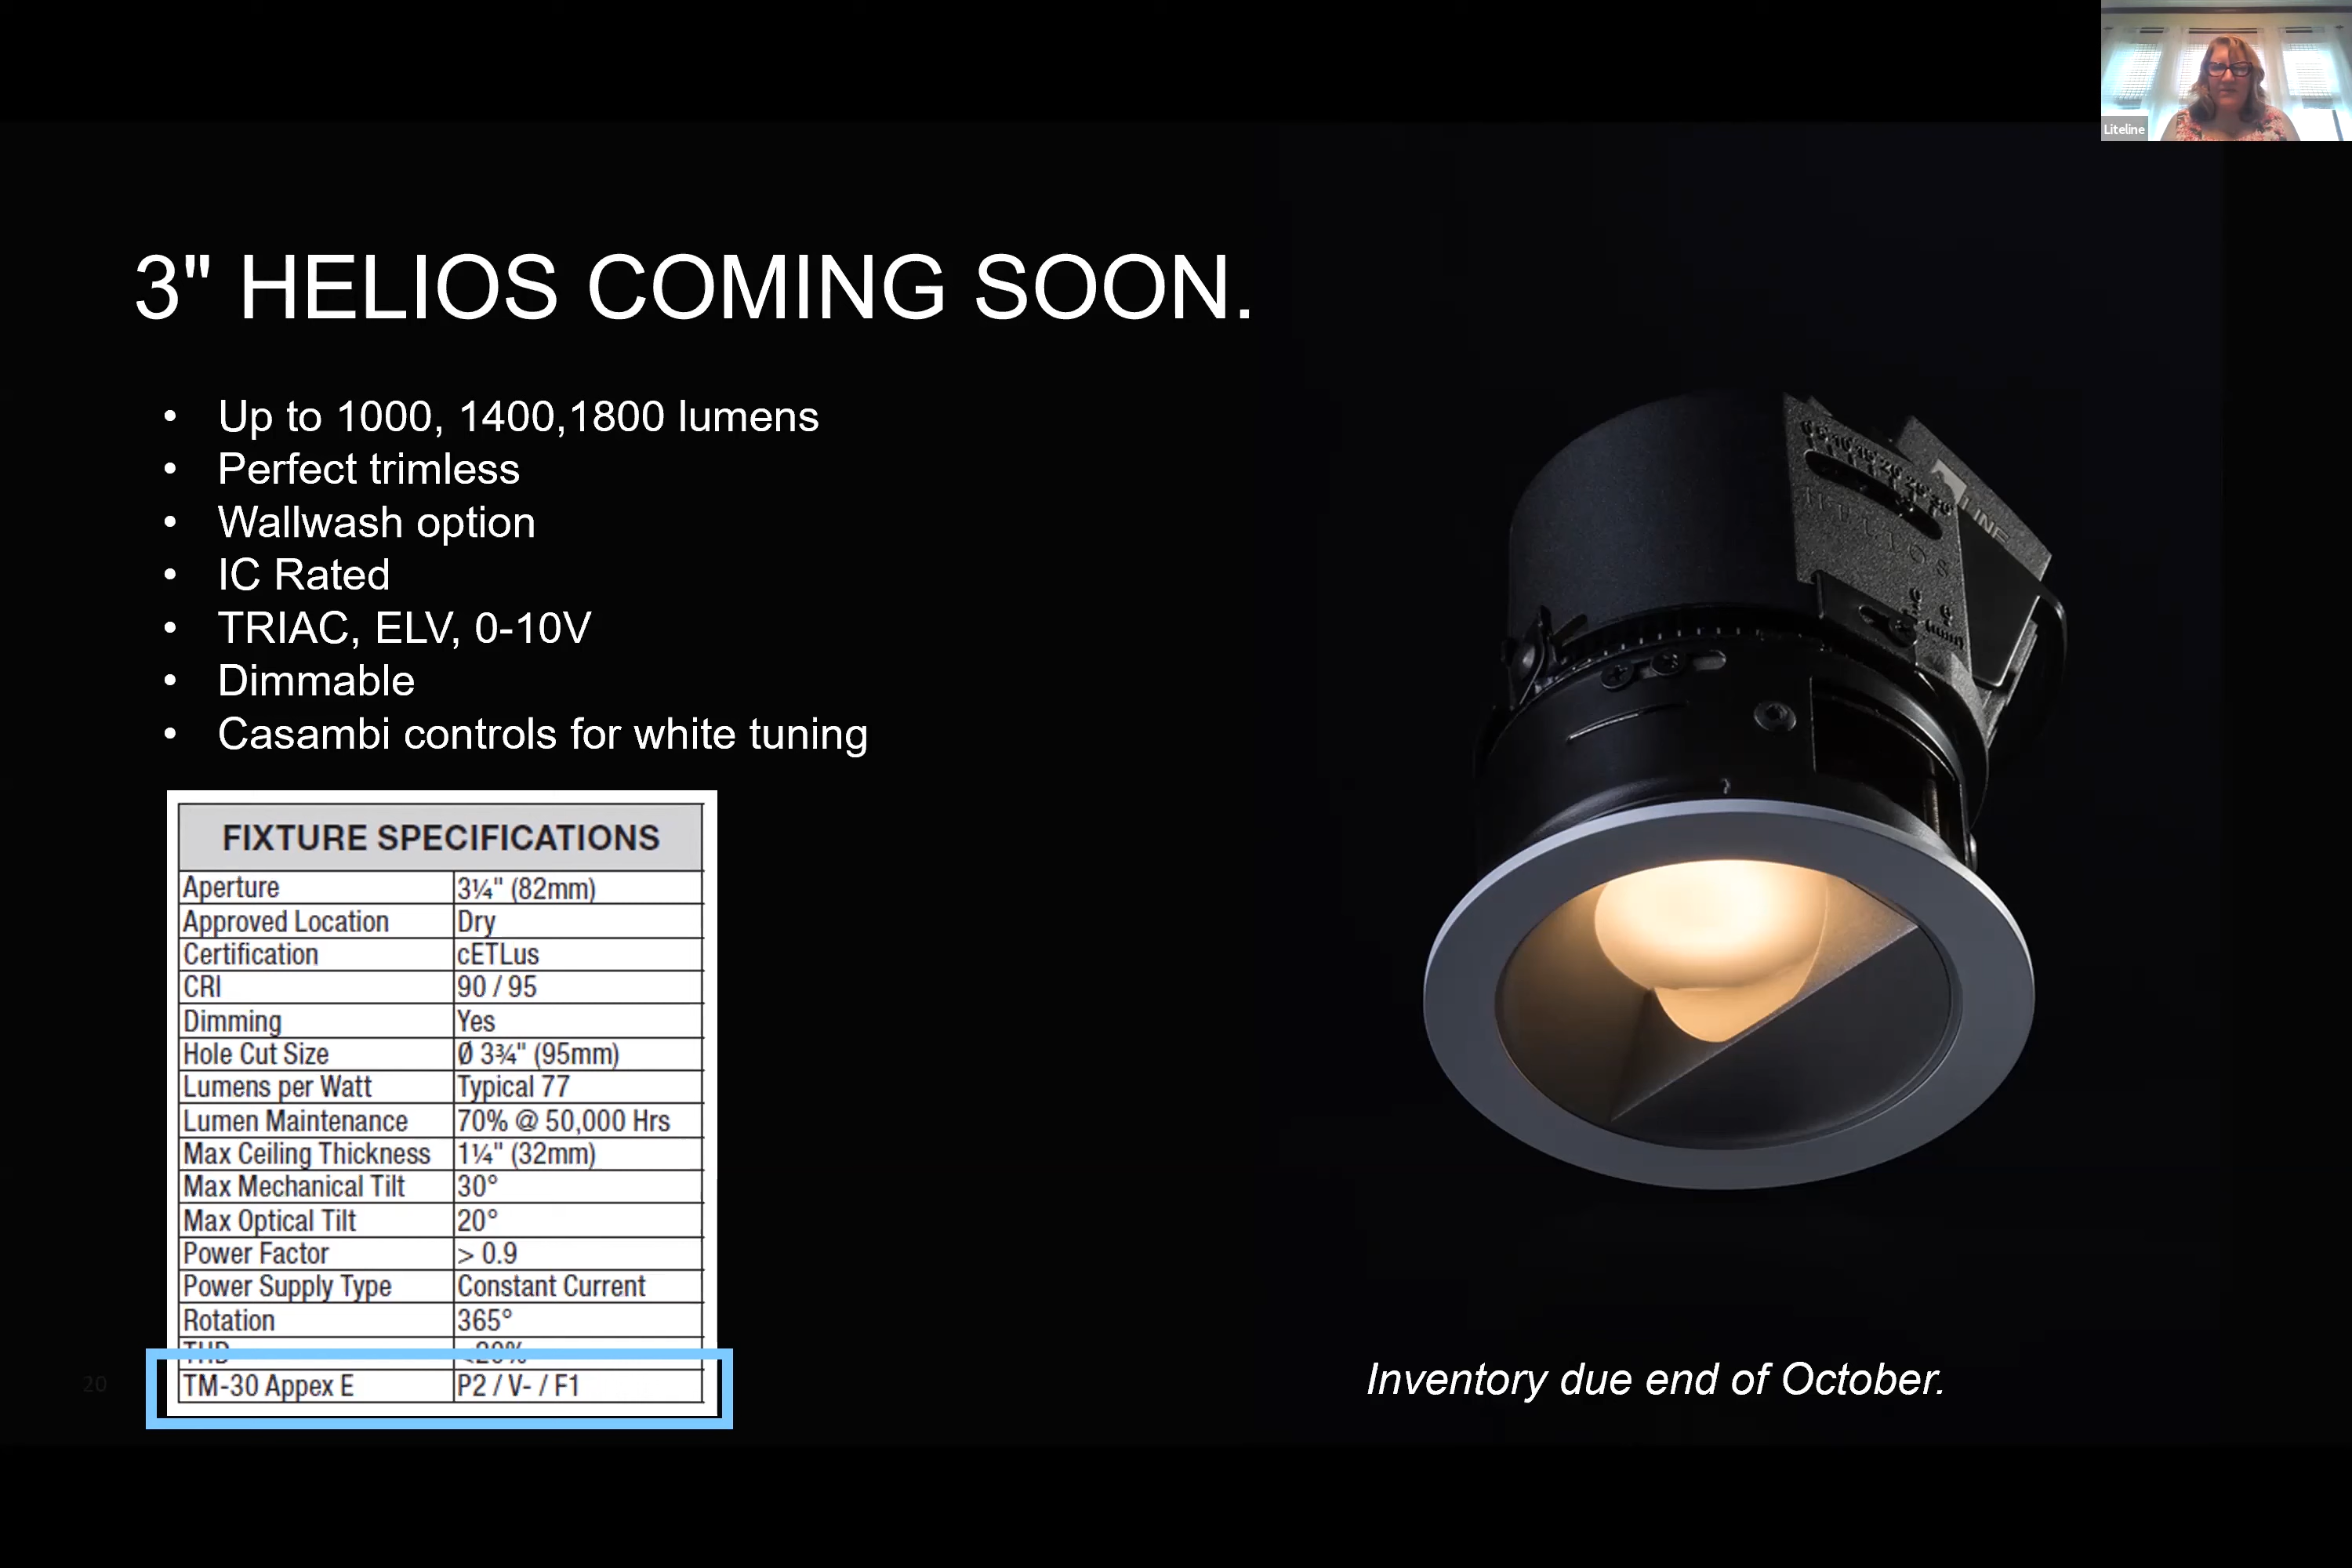 Liteline
3" HELIOS COMING SOON.
• Up to 1000, 1400,1800 lumens
• Perfect trimless
• Wallwash option
• IC Rated
• TRIAC, ELV, 0-10V
• Dimmable
• Casambi controls for white tuning
FIXTURE SPECIFICATIONS
Aperture 3¼" (82mm)
Approved Location Dry
Certification cETLus
CRI 90 / 95
Dimming Yes
Hole Cut Size Ø 3¾" (95mm)
Lumens per Watt Typical 77
Lumen Maintenance 70% @ 50,000 Hrs
Max Ceiling Thickness 1¼" (32mm)
Max Mechanical Tilt 30°
Max Optical Tilt 20°
Power Factor > 0.9
Power Supply Type Constant Current
Rotation 365°
THD <20%
TM-30 Appex E P2 / V- / F1
HELIOS
LINE
20
Inventory due end of October.